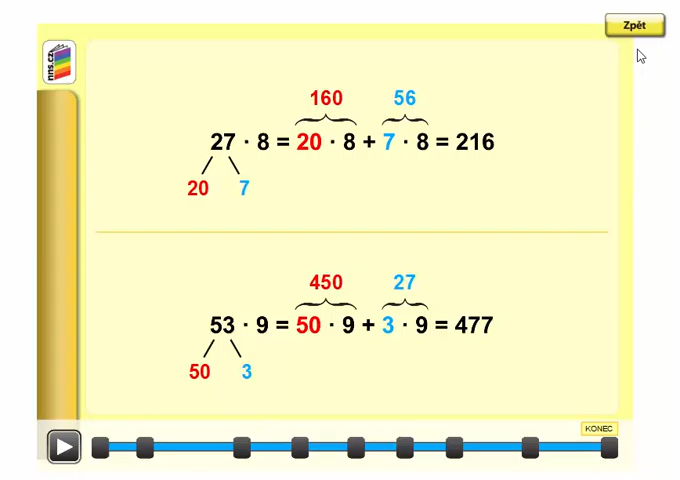 Zpět
nns.cz
160 56
27 · 8 = 20 · 8 + 7 · 8 = 216
20 7
450 27
53 · 9 = 50 · 9 + 3 · 9 = 477
50 3
KONEC